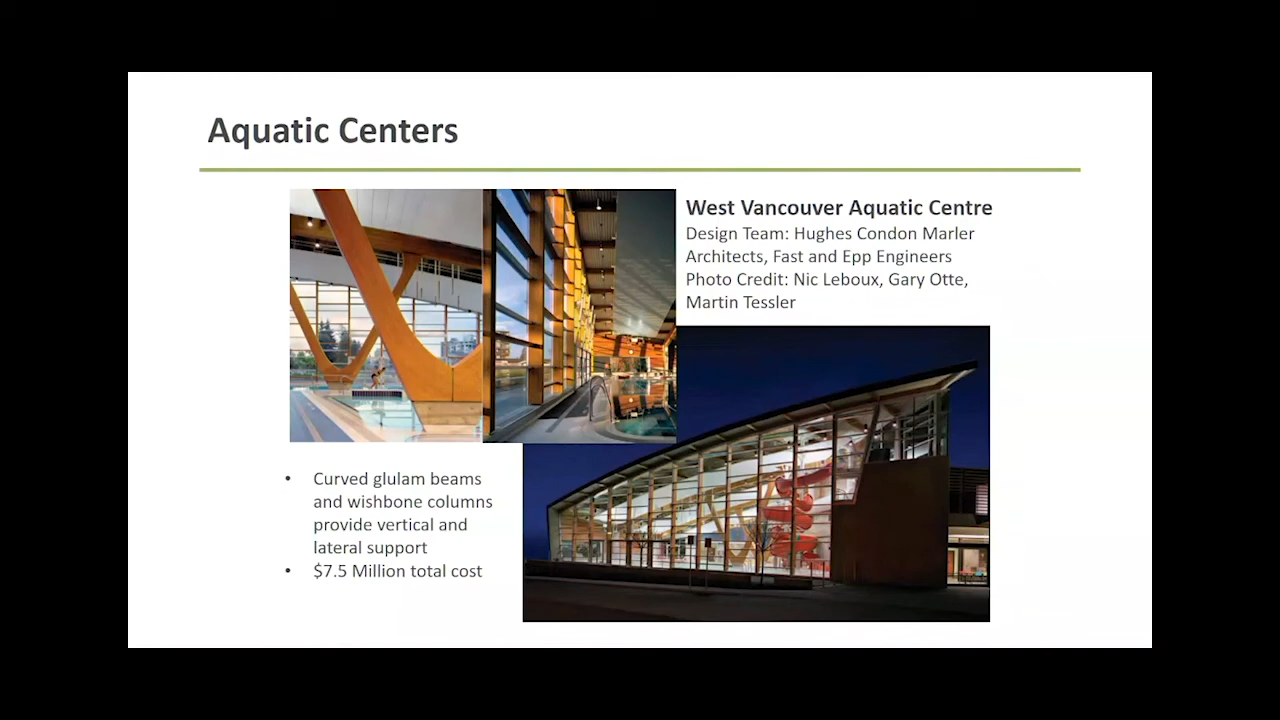 Aquatic Centers
West Vancouver Aquatic Centre
Design Team: Hughes Condon Marler
Architects, Fast and Epp Engineers
Photo Credit: Nic Leboux, Gary Otte,
Martin Tessler
• Curved glulam beams
and wishbone columns
provide vertical and
lateral support
• $7.5 Million total cost